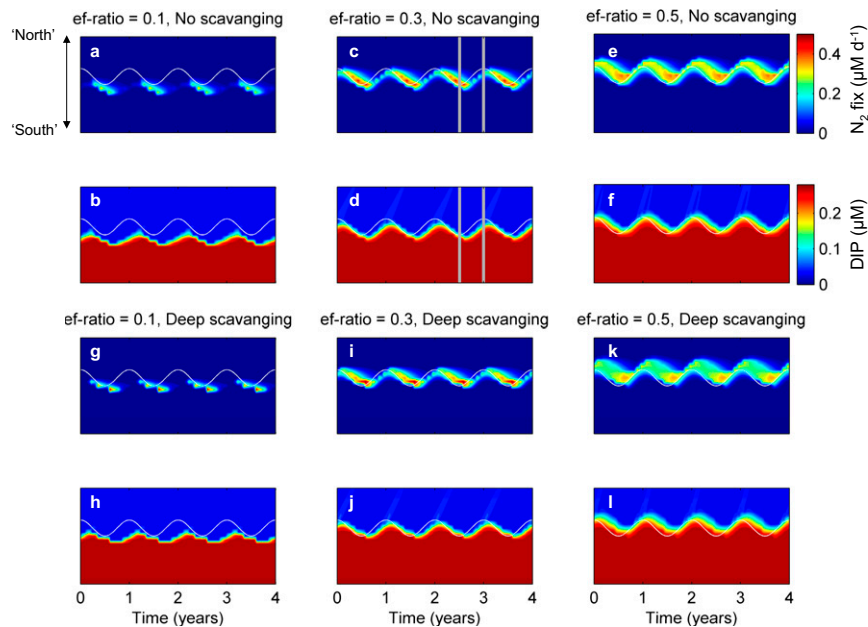 ef-ratio = 0.1, No scavanging
ef-ratio = 0.3, No scavanging
ef-ratio = 0.5, No scavanging
'North'
'South'
a
c
e
0.4
0.2
0
N2 fix (µM d-1)
b
d
f
0.2
0.1
0
DIP (µM)
ef-ratio = 0.1, Deep scavanging
ef-ratio = 0.3, Deep scavanging
ef-ratio = 0.5, Deep scavanging
g
i
k
h
j
l
0 1 2 3 4
0 1 2 3 4
0 1 2 3 4
Time (years)
Time (years)
Time (years)